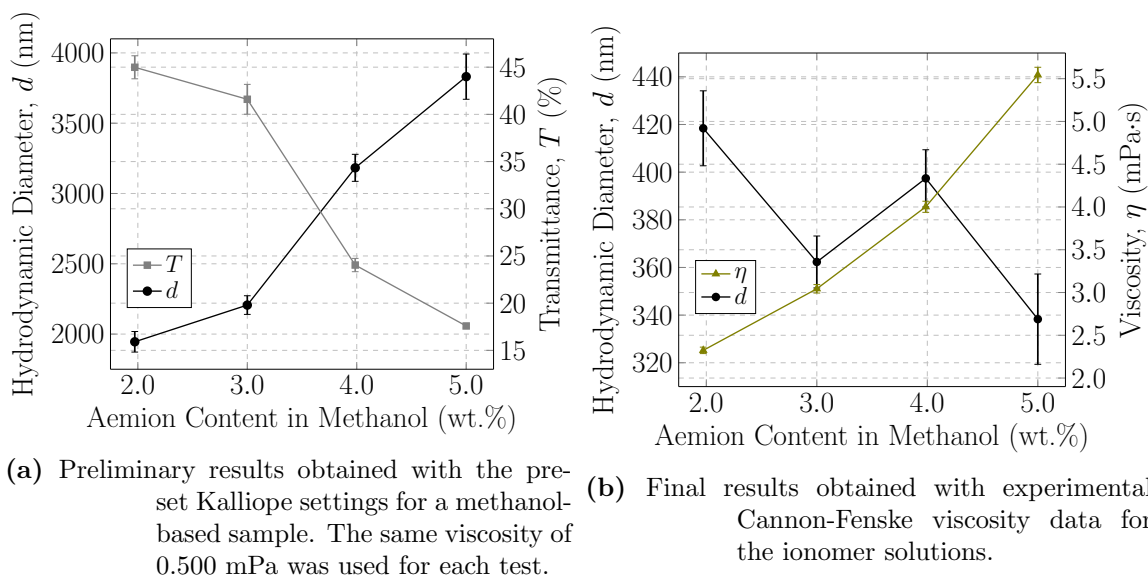 Hydrodynamic Diameter, d (nm)
4000
3500
3000
2500
2000
T
d
45
40
35
30
25
20
15
Transmittance, T (%)
2.0 3.0 4.0 5.0
Aemion Content in Methanol (wt.%)
(a) Preliminary results obtained with the pre-
set Kalliope settings for a methanol-
based sample. The same viscosity of
0.500 mPa was used for each test.
Hydrodynamic Diameter, d (nm)
440
420
400
380
360
340
320
η
d
5.5
5.0
4.5
4.0
3.5
3.0
2.5
2.0
Viscosity, η (mPa·s)
2.0 3.0 4.0 5.0
Aemion Content in Methanol (wt.%)
(b) Final results obtained with experimental
Cannon-Fenske viscosity data for
the ionomer solutions.